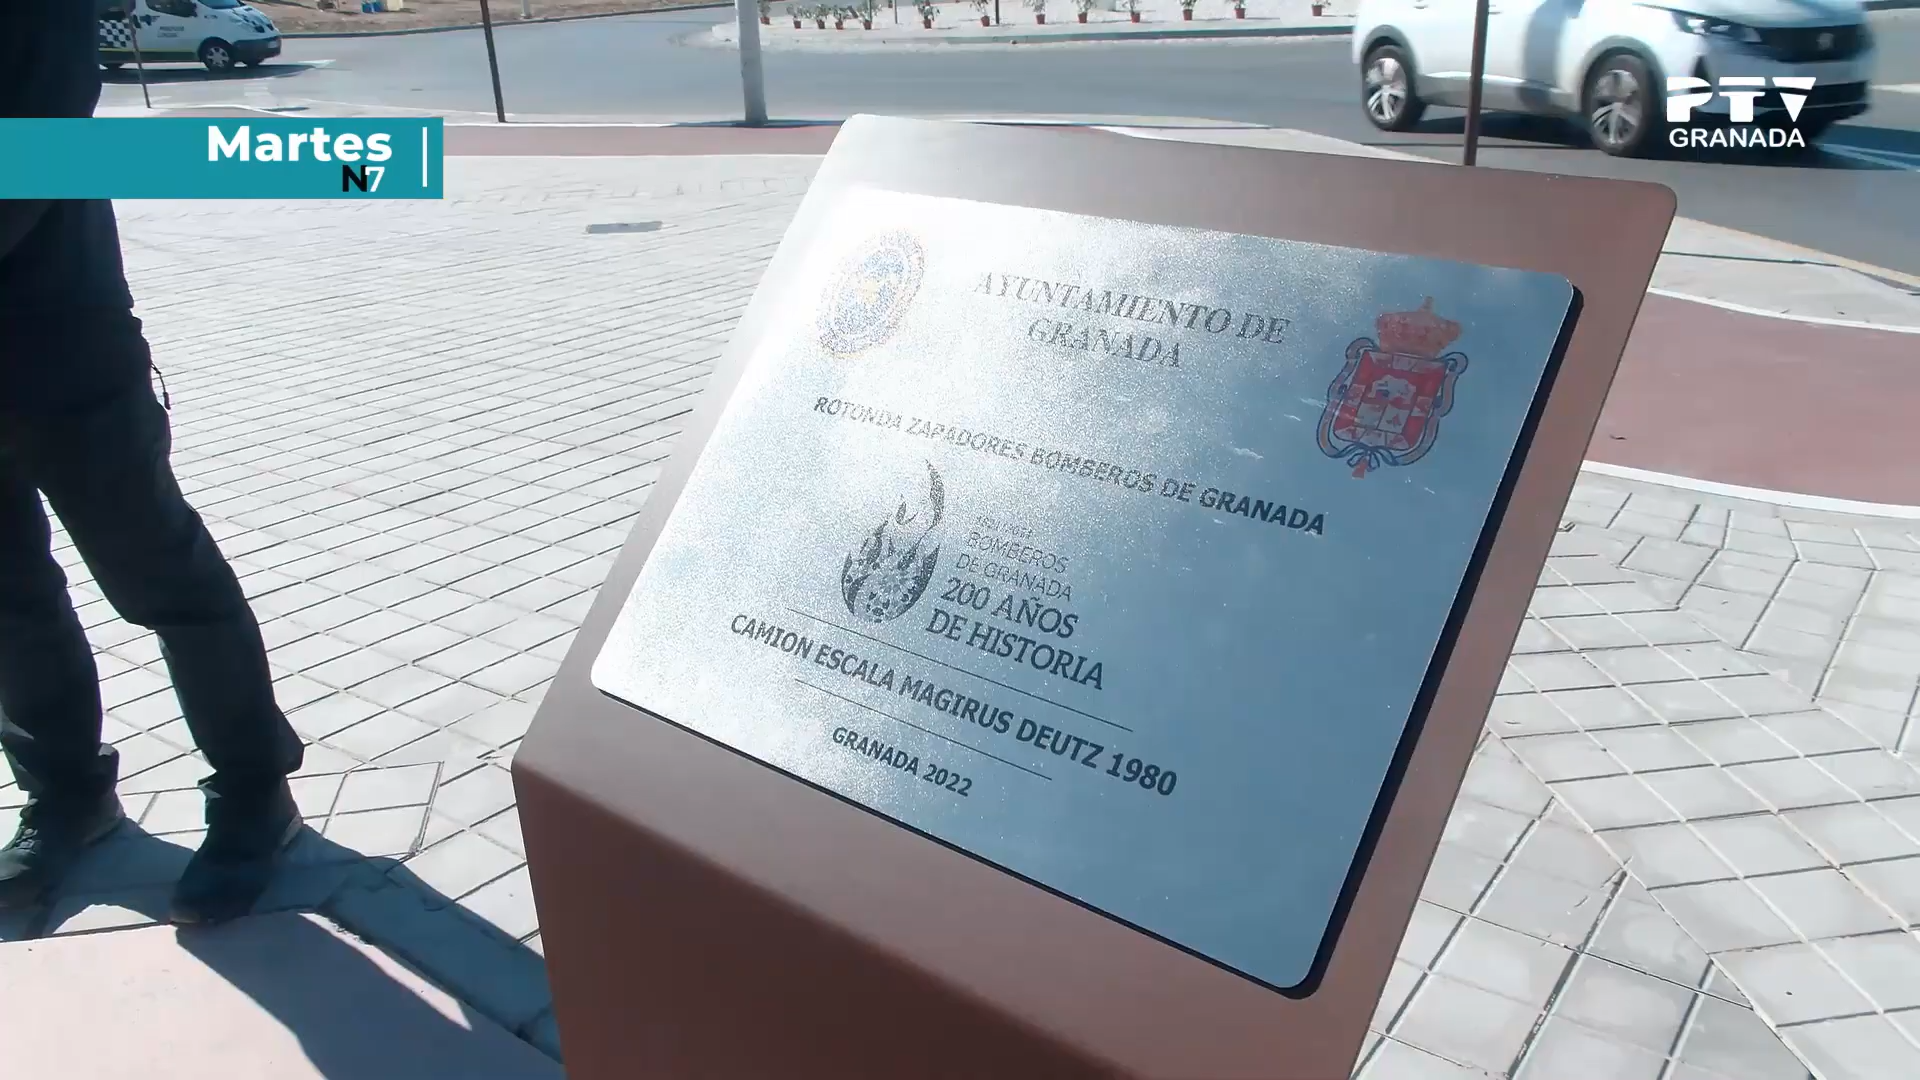 Martes
N7
PTV
GRANADA
AYUNTAMIENTO DE
GRANADA
ROTONDA ZAPADORES BOMBEROS DE GRANADA
BOMBEROS
DE GRANADA
200 AÑOS
DE HISTORIA
CAMION ESCALA MAGIRUS DEUTZ 1980
GRANADA 2022